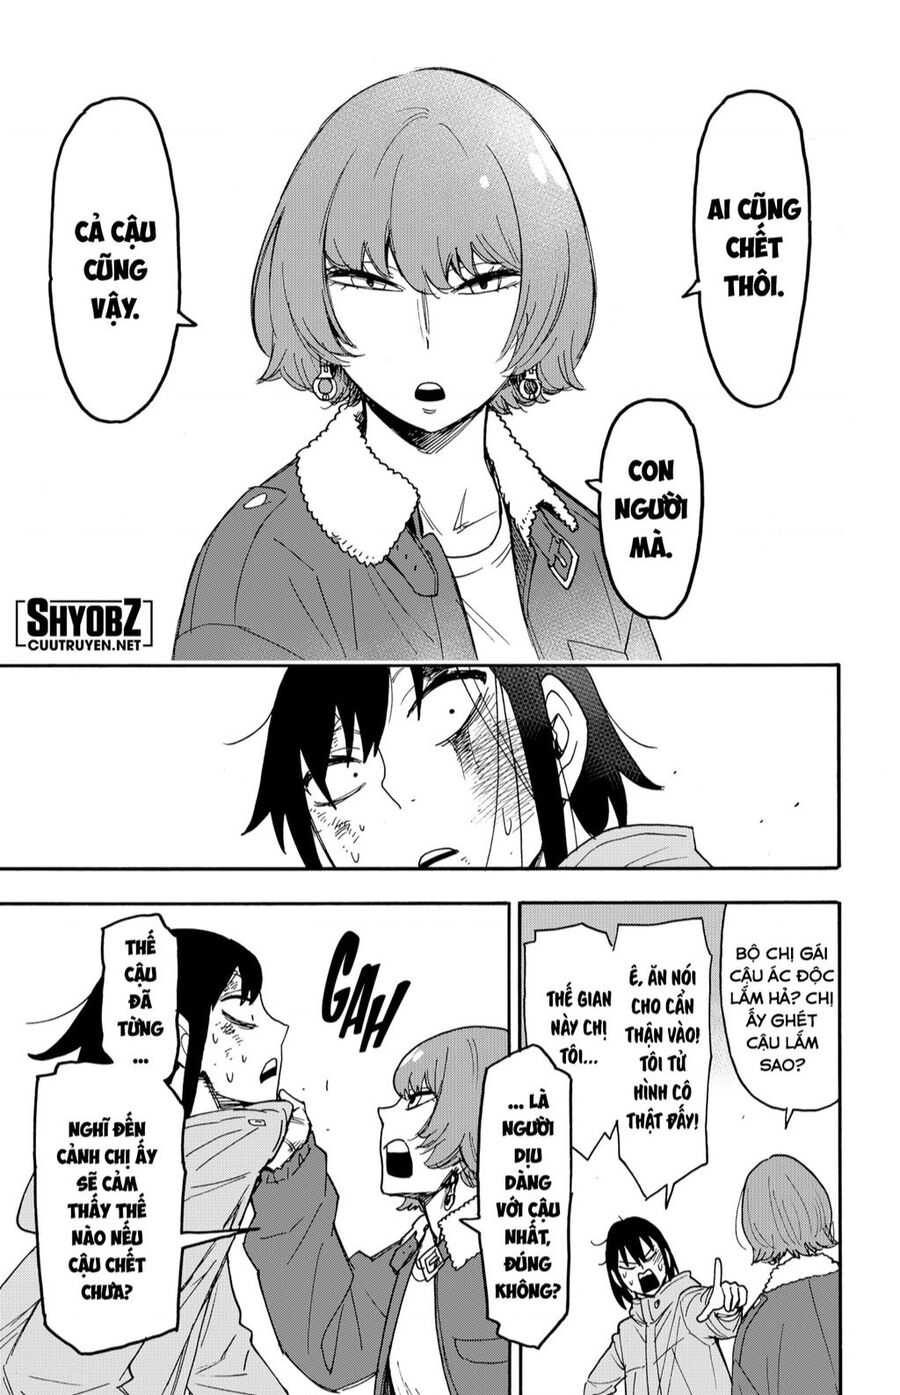 AI CŨNG
CHẾT
THÔI.
CON
NGƯỜI
MÀ.
CẢ CẬU
CŨNG
VẬY.
SHYOBZ
CUUTRUYEN.NET
BỘ CHỊ GÁI
CẬU ÁC ĐỘC
LẮM HẢ? CHỊ
ẤY GHÉT
CẬU LẮM
SAO?
Ê, ĂN NÓI
CHO CẨN
THẬN VÀO!
TÔI TỬ
HÌNH CÔ
THẬT ĐẤY!
THẾ GIAN
NÀY CHỊ
TÔI...
... LÀ
NGƯỜI
DỊU
DÀNG
VỚI CẬU
NHẤT,
ĐÚNG
KHÔNG?
GAH
THẾ
CẬU
ĐÃ
TỪNG
...
NGHĨ ĐẾN
CẢNH CHỊ ẤY
SẼ CẢM
THẤY THẾ
NÀO NẾU
CẬU CHẾT
CHƯA?